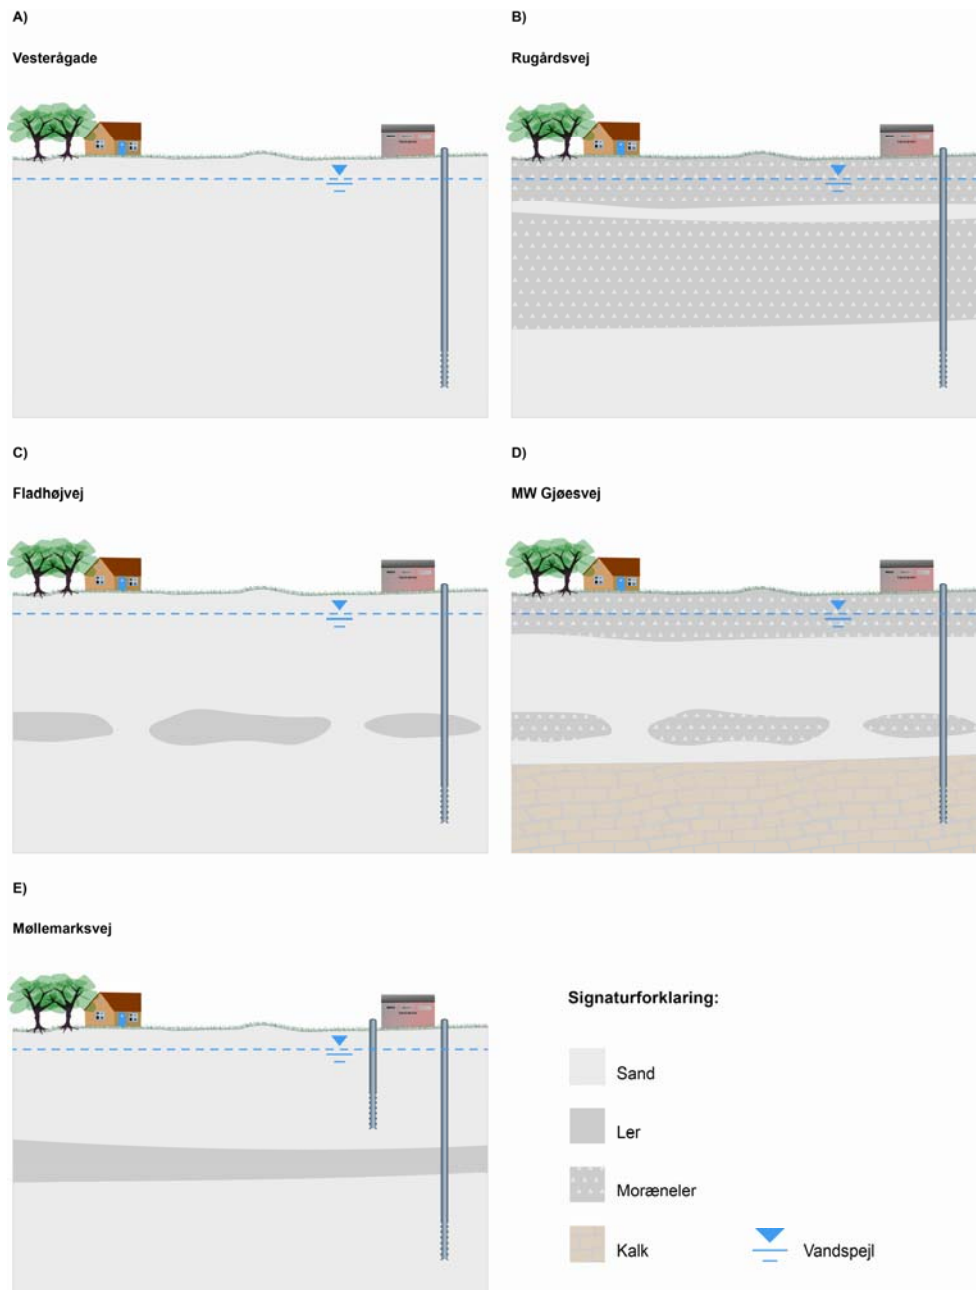 A)
Vesterågade
B)
Rugårdsvej
C)
Fladhøjvej
D)
MW Gjøesvej
E)
Møllemarksvej
Signaturforklaring:
Sand
Ler
Moræneler
Kalk
Vandspejl